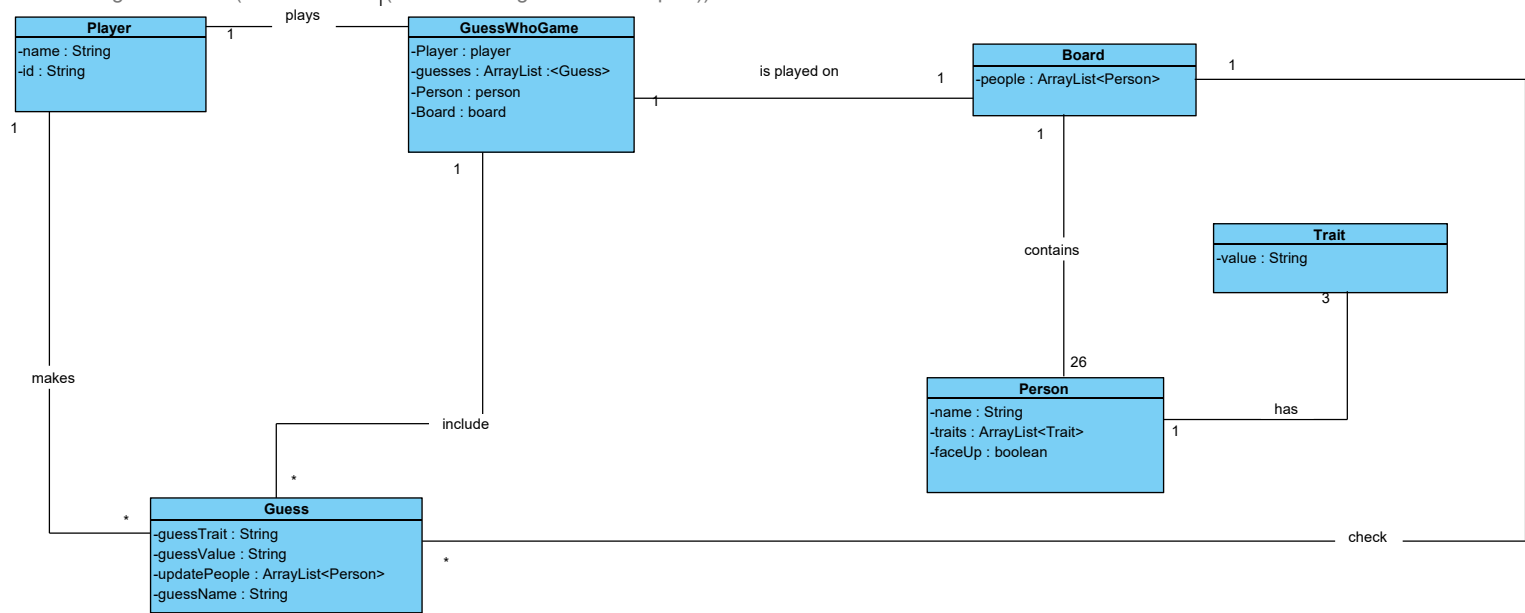 plays
Player
-name : String
-id : String
1
1
GuessWhoGame
-Player : player
-guesses : ArrayList :<Guess>
-Person : person
-Board : board
1
1
is played on
1
Board
-people : ArrayList<Person>
1
1
contains
26
Trait
-value : String
3
Person
-name : String
-traits : ArrayList<Trait>
-faceUp : boolean
has
1
makes
include
*
*
Guess
-guessTrait : String
-guessValue : String
-updatePeople : ArrayList<Person>
-guessName : String
*
check